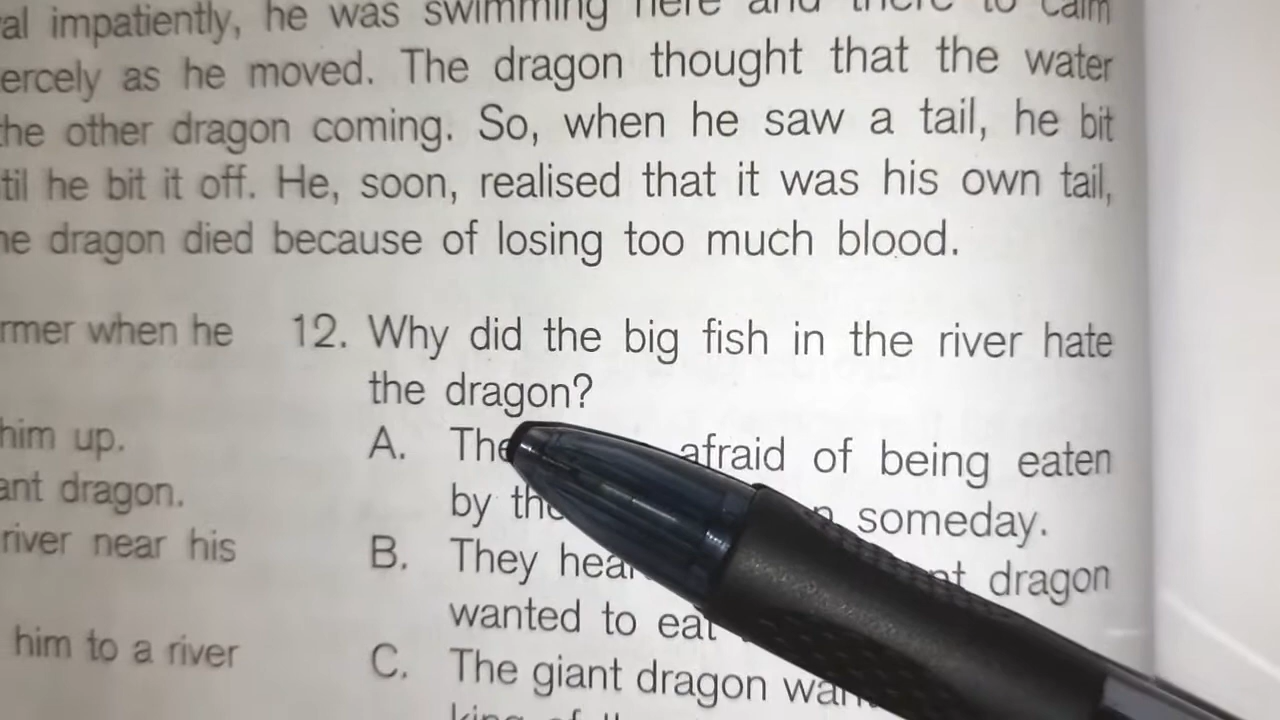 al impatiently, he was swimming here and there to calm
ercely as he moved. The dragon thought that the water
the other dragon coming. So, when he saw a tail, he bit
til he bit it off. He, soon, realised that it was his own tail,
he dragon died because of losing too much blood.
rmer when he
him up.
ant dragon.
river near his
him to a river
12. Why did the big fish in the river hate
the dragon?
A. The afraid of being eaten
by the someday.
B. They dragon
wanted to eat
C. The giant dragon
king of